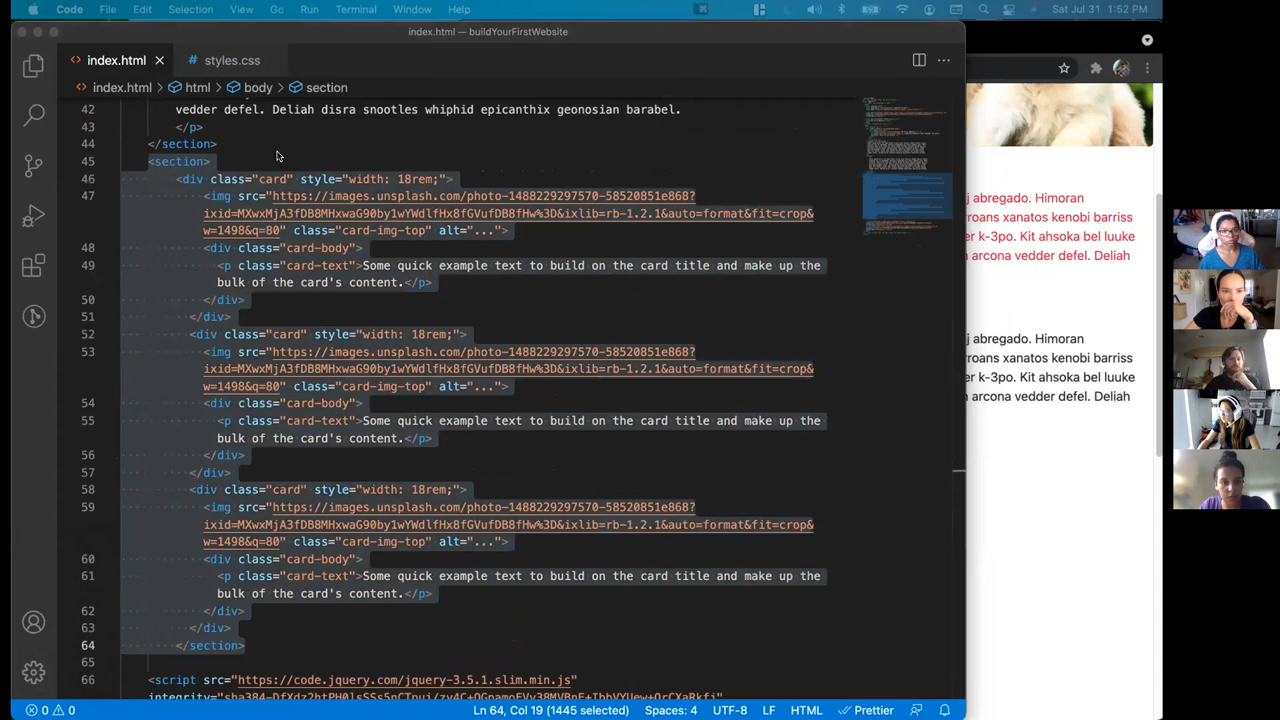 Code File Edit Selection View Go Run Terminal Window Help Sat Jul 31 1:52 PM
index.html — buildYourFirstWebsite
index.html styles.css
index.html > html > body > section
42 vedder defel. Deliah disra snootles whiphid epicanthix geonosian barabel.
43 </p>
44 </section>
45 <section>
46 <div class="card" style="width: 18rem;">
47 <img src="https://images.unsplash.com/photo-1488229297570-58520851e868?
ixid=MXwxMjA3fDB8MHxwaG90by1wYWdlfHx8fGVufDB8fHw%3D&ixlib=rb-1.2.1&auto=format&fit=crop&
w=1498&q=80" class="card-img-top" alt="...">
48 <div class="card-body">
49 <p class="card-text">Some quick example text to build on the card title and make up the
bulk of the card's content.</p>
50 </div>
51 </div>
52 <div class="card" style="width: 18rem;">
53 <img src="https://images.unsplash.com/photo-1488229297570-58520851e868?
ixid=MXwxMjA3fDB8MHxwaG90by1wYWdlfHx8fGVufDB8fHw%3D&ixlib=rb-1.2.1&auto=format&fit=crop&
w=1498&q=80" class="card-img-top" alt="...">
54 <div class="card-body">
55 <p class="card-text">Some quick example text to build on the card title and make up the
bulk of the card's content.</p>
56 </div>
57 </div>
58 <div class="card" style="width: 18rem;">
59 <img src="https://images.unsplash.com/photo-1488229297570-58520851e868?
ixid=MXwxMjA3fDB8MHxwaG90by1wYWdlfHx8fGVufDB8fHw%3D&ixlib=rb-1.2.1&auto=format&fit=crop&
w=1498&q=80" class="card-img-top" alt="...">
60 <div class="card-body">
61 <p class="card-text">Some quick example text to build on the card title and make up the
bulk of the card's content.</p>
62 </div>
63 </div>
64 </section>
65
66 <script src="https://code.jquery.com/jquery-3.5.1.slim.min.js"
0 0 Ln 64, Col 19 (1445 selected) Spaces: 4 UTF-8 LF HTML Prettier
j abregado. Himoran
rroans xanatos kenobi barriss
er k-3po. Kit ahsoka bel luuke
arcona vedder defel. Deliah
j abregado. Himoran
rroans xanatos kenobi barriss
er k-3po. Kit ahsoka bel luuke
arcona vedder defel. Deliah